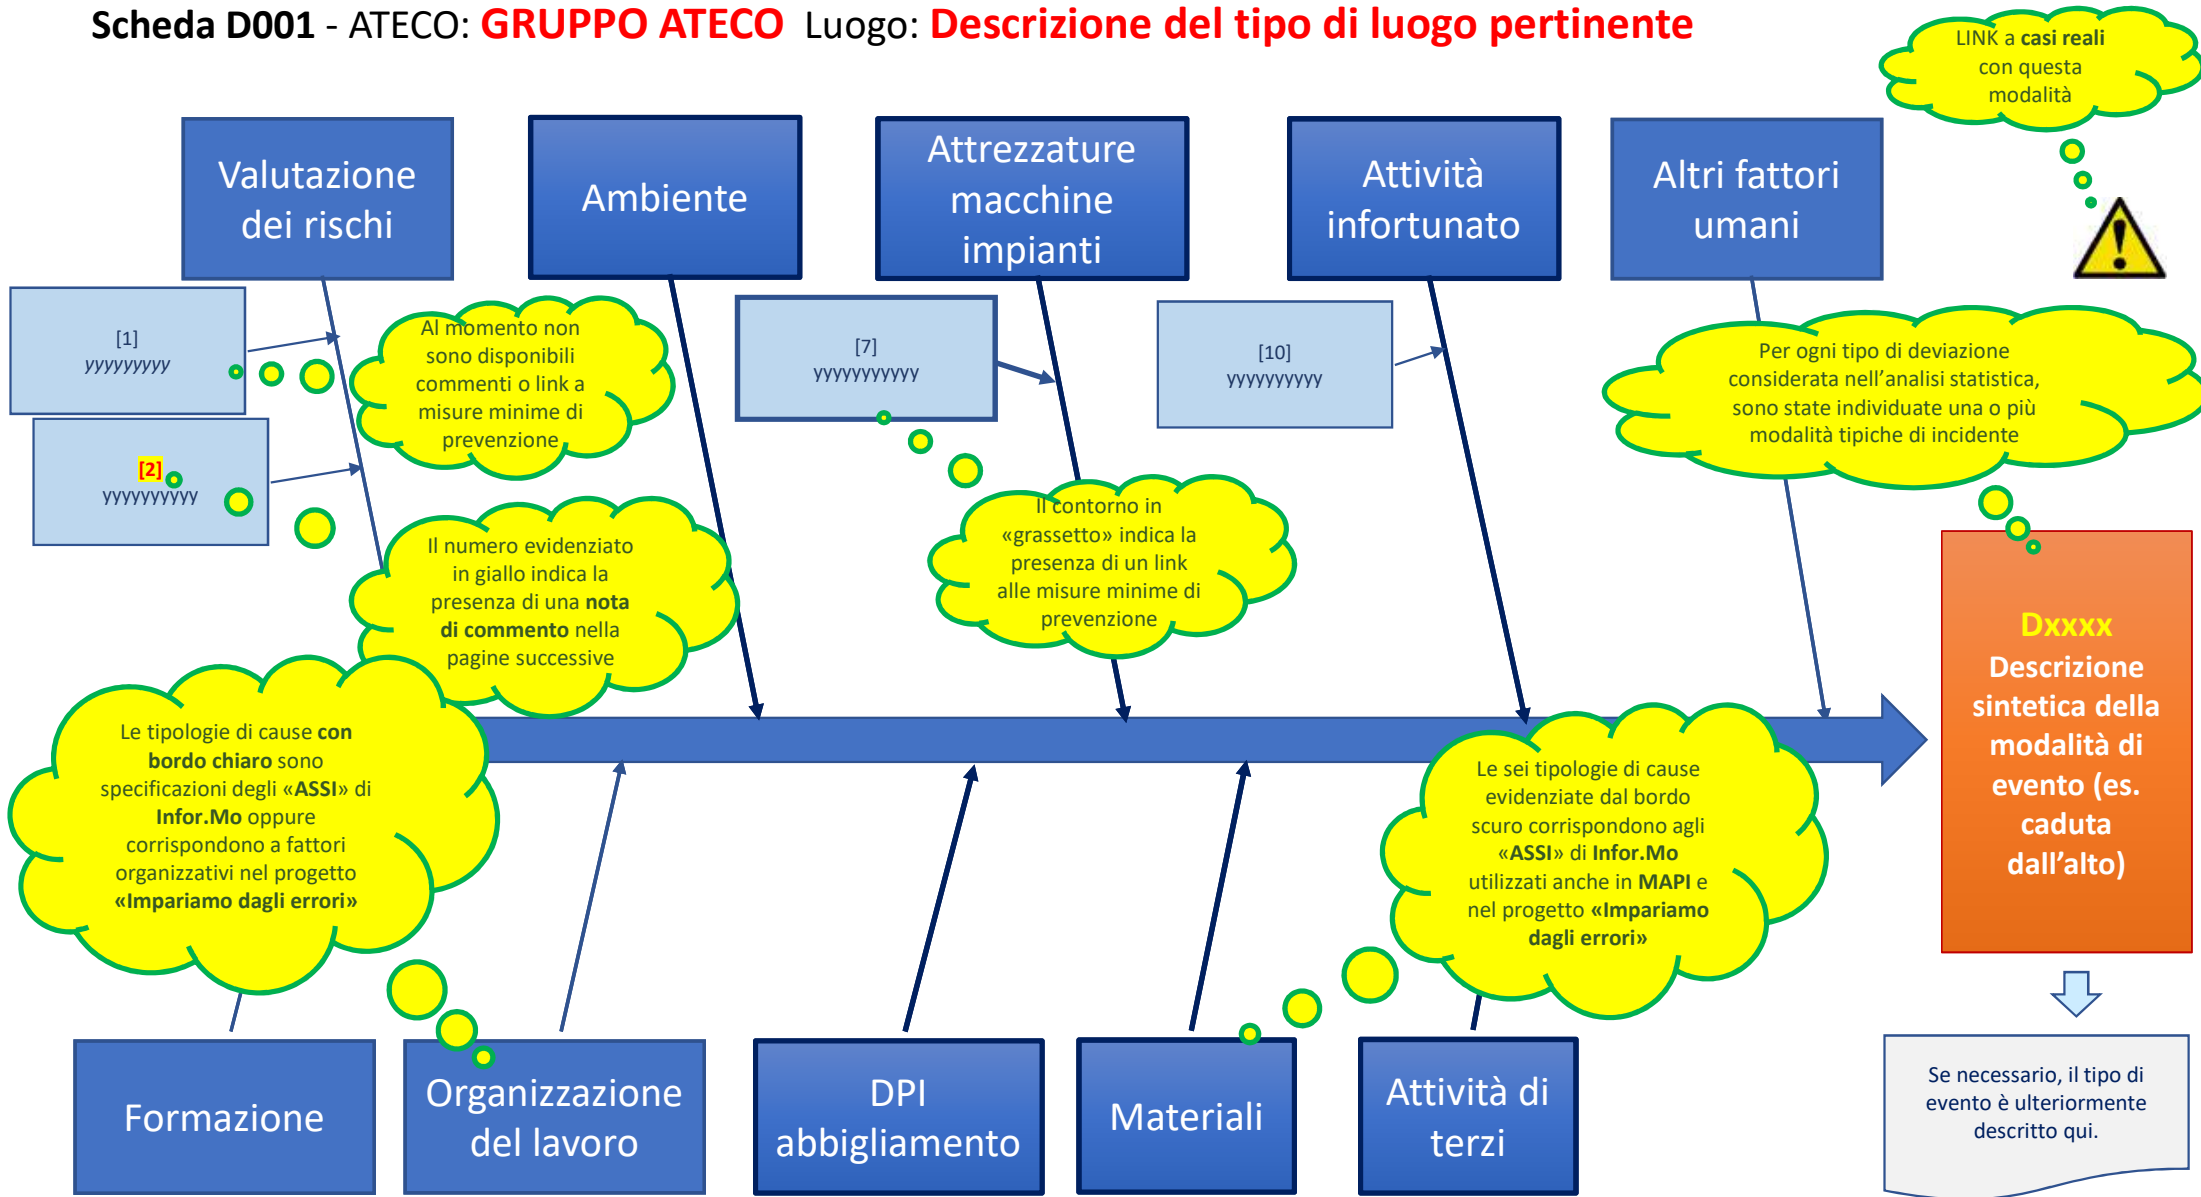 Scheda D001 - ATECO: GRUPPO ATECO Luogo: Descrizione del tipo di luogo pertinente
LINK a casi reali
con questa
modalità
Valutazione
dei rischi
Ambiente
Attrezzature
macchine
impianti
Attività
infortunato
Altri fattori
umani
[1]
yyyyyyyyy
[2]
yyyyyyyyyy
Al momento non
sono disponibili
commenti o link a
misure minime di
prevenzione
[7]
yyyyyyyyyyy
[10]
yyyyyyyyyy
Per ogni tipo di deviazione
considerata nell'analisi statistica,
sono state individuate una o più
modalità tipiche di incidente
Il numero evidenziato
in giallo indica la
presenza di una nota
di commento nella
pagine successive
Il contorno in
«grassetto» indica la
presenza di un link
alle misure minime di
prevenzione
Dxxxx
Descrizione
sintetica della
modalità di
evento (es.
caduta
dall'alto)
Le tipologie di cause con
bordo chiaro sono
specificazioni degli «ASSI» di
Infor.Mo oppure
corrispondono a fattori
organizzativi nel progetto
«Impariamo dagli errori»
Le sei tipologie di cause
evidenziate dal bordo
scuro corrispondono agli
«ASSI» di Infor.Mo
utilizzati anche in MAPI e
nel progetto «Impariamo
dagli errori»
Formazione
Organizzazione
del lavoro
DPI
abbigliamento
Materiali
Attività di
terzi
Se necessario, il tipo di
evento è ulteriormente
descritto qui.